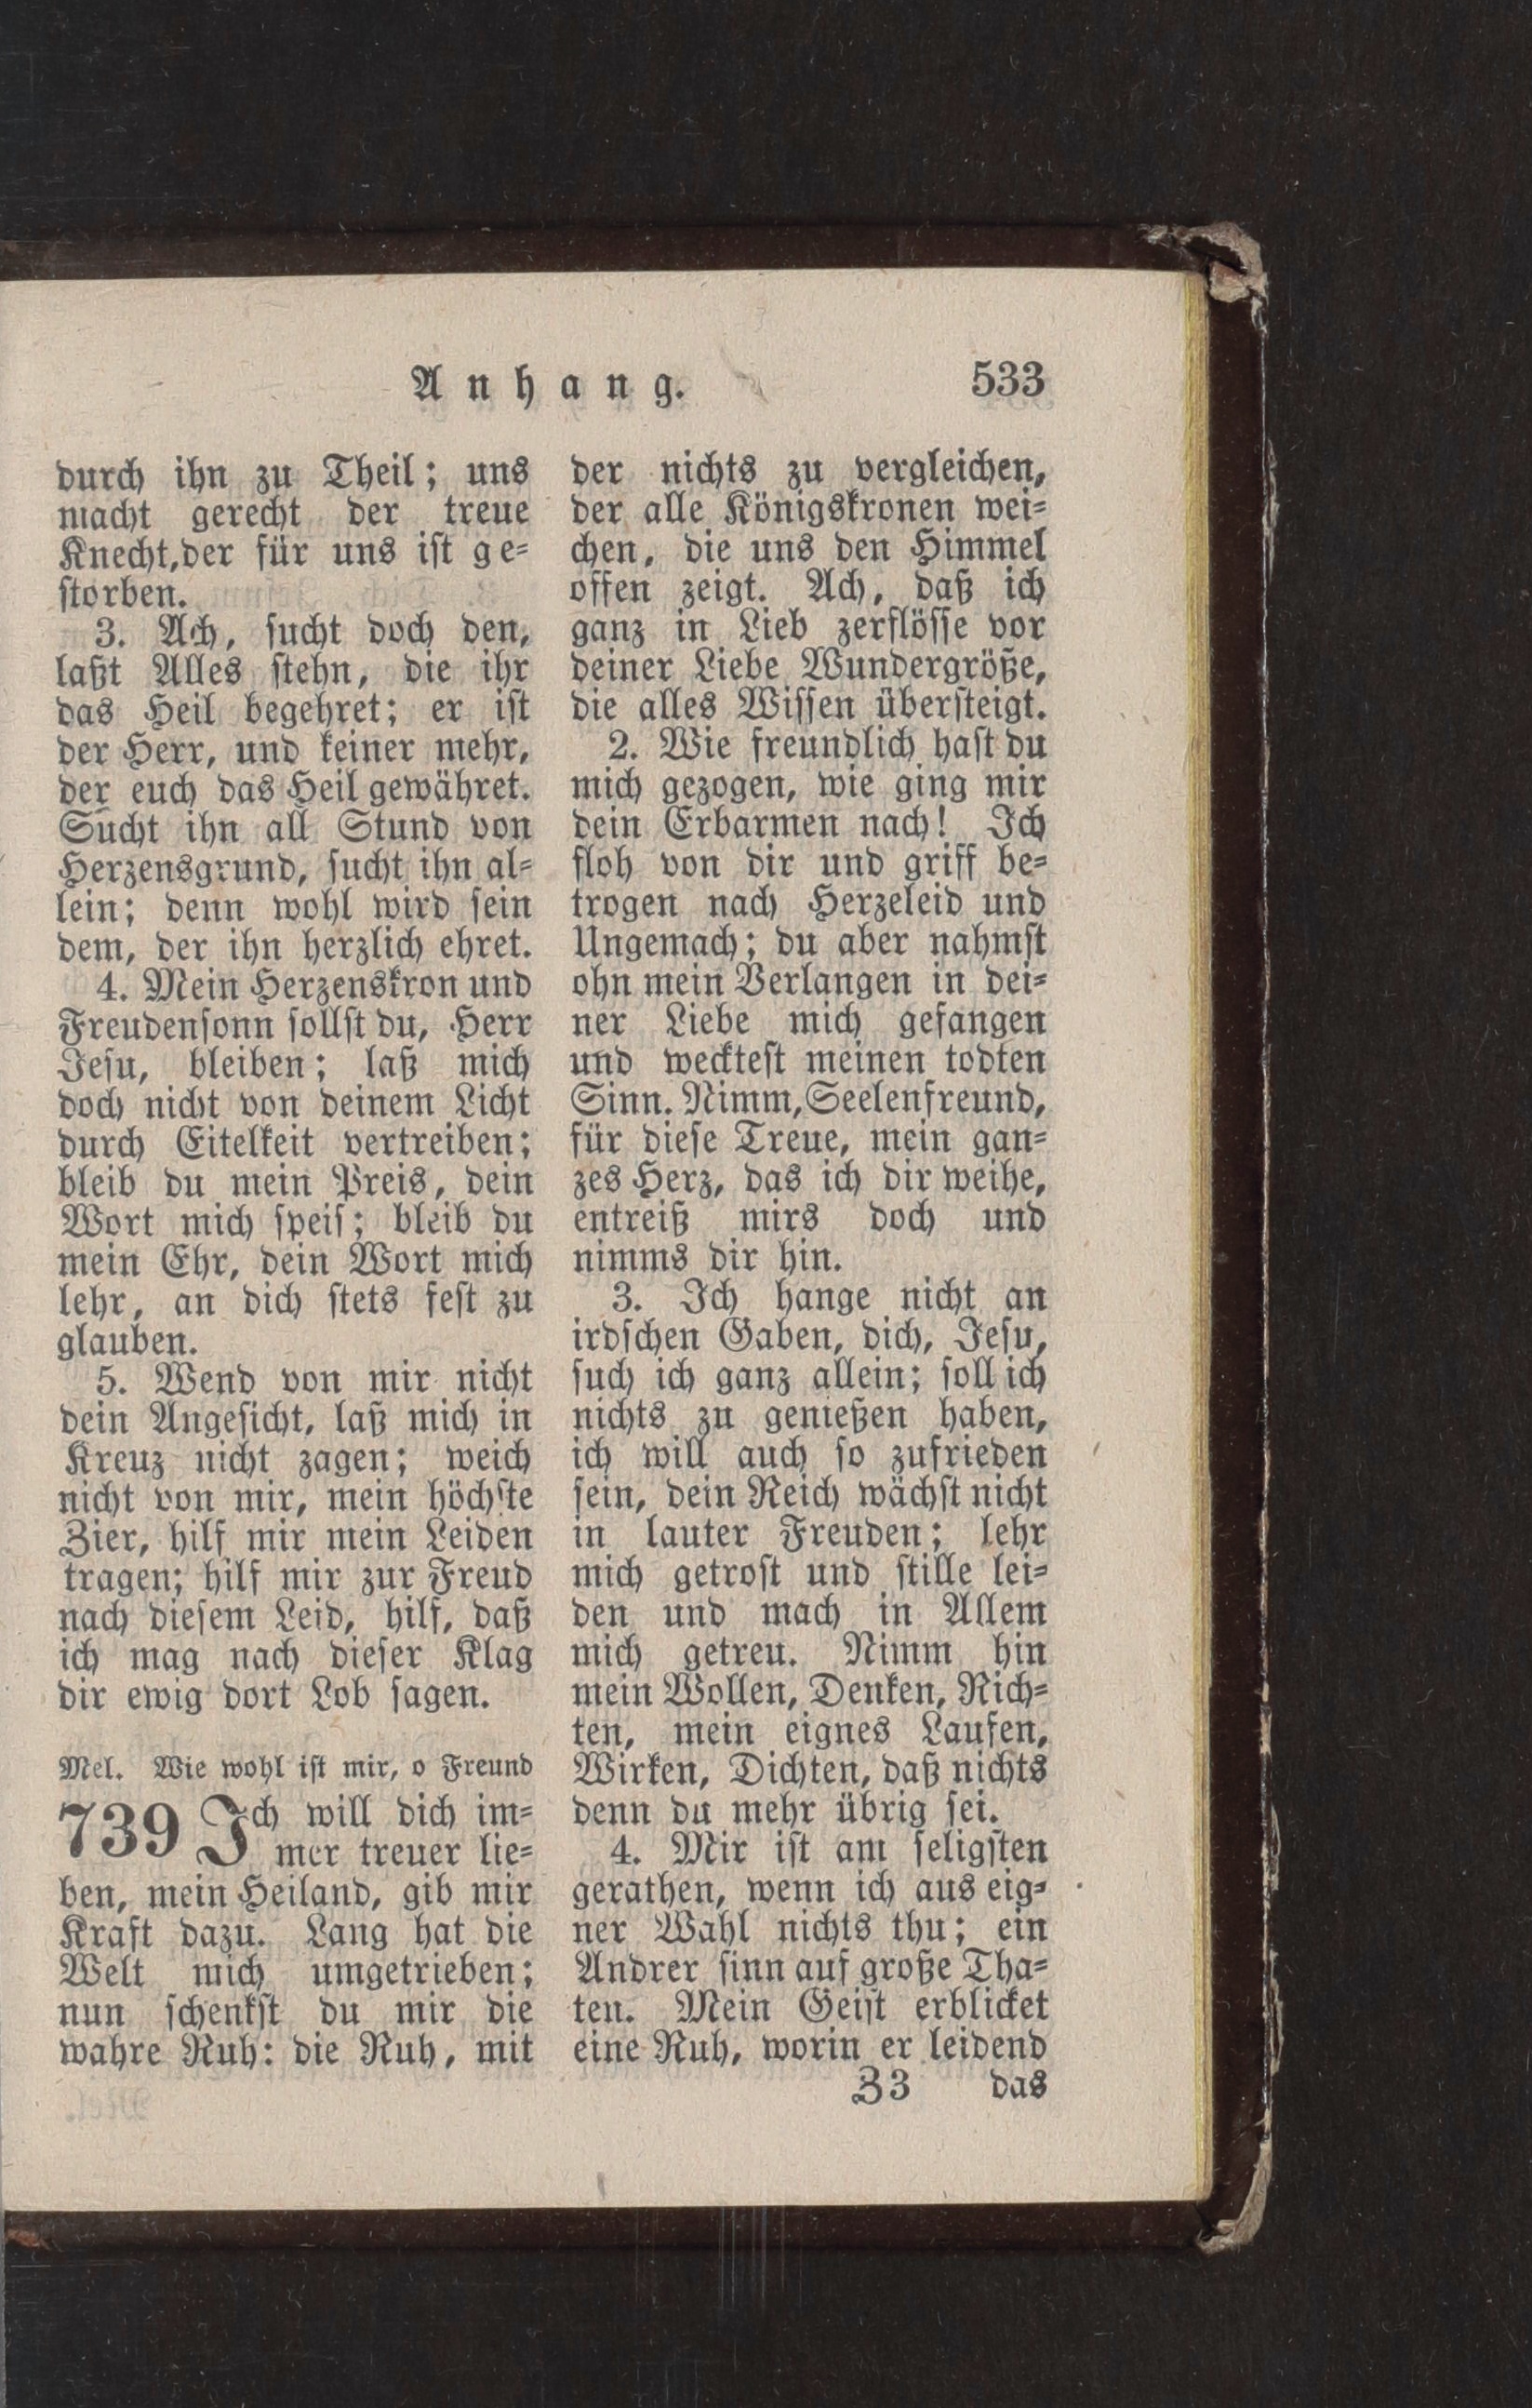 Anhang. 533
durch ihn zu Theil; uns
macht gerecht der treue
Knecht, der für uns ist ge-
storben.
3. Ach, sucht doch den,
laßt Alles stehn, die ihr
das Heil begehret; er ist
der Herr, und keiner mehr,
der euch das Heil gewähret.
Sucht ihn all Stund von
Herzensgrund, sucht ihn al-
lein; denn wohl wird sein
dem, der ihn herzlich ehret.
4. Mein Herzenskron und
Freudensonn sollst du, Herr
Jesu, bleiben; laß mich
doch nicht von deinem Licht
durch Eitelkeit vertreiben;
bleib du mein Preis, dein
Wort mich speis; bleib du
mein Ehr, dein Wort mich
lehr, an dich stets fest zu
glauben.
5. Wend von mir nicht
dein Angesicht, laß mich in
Kreuz nicht zagen; weich
nicht von mir, mein höchste
Zier, hilf mir mein Leiden
tragen; hilf mir zur Freud
nach diesem Leid, hilf, daß
ich mag nach dieser Klag
dir ewig dort Lob sagen.
Mel. Wie wohl ist mir, o Freund
739 Ich will dich im-
mer treuer lie-
ben, mein Heiland, gib mir
Kraft dazu. Lang hat die
Welt mich umgetrieben;
nun schenkst du mir die
wahre Ruh: die Ruh, mit
der nichts zu vergleichen,
der alle Königskronen wei-
chen, die uns den Himmel
offen zeigt. Ach, daß ich
ganz in Lieb zerflösse vor
deiner Liebe Wundergröße,
die alles Wissen übersteigt.
2. Wie freundlich hast du
mich gezogen, wie ging mir
dein Erbarmen nach! Ich
floh von dir und griff be-
trogen nach Herzeleid und
Ungemach; du aber nahmst
ohn mein Verlangen in dei-
ner Liebe mich gefangen
und wecktest meinen todten
Sinn. Nimm, Seelenfreund,
für diese Treue, mein gan-
zes Herz, das ich dir weihe,
entreiß mirs doch und
nimms dir hin.
3. Ich hange nicht an
irdschen Gaben, dich, Jesu,
such ich ganz allein; soll ich
nichts zu genießen haben,
ich will auch so zufrieden
sein, dein Reich wächst nicht
in lauter Freuden; lehr
mich getrost und stille lei-
den und mach in Allem
mich getreu. Nimm hin
mein Wollen, Denken, Rich-
ten, mein eignes Laufen,
Wirken, Dichten, daß nichts
denn du mehr übrig sei.
4. Mir ist am seligsten
gerathen, wenn ich aus eig-
ner Wahl nichts thu; ein
Andrer sinn auf große Tha-
ten. Mein Geist erblicket
eine Ruh, worin er leidend
Z3 das